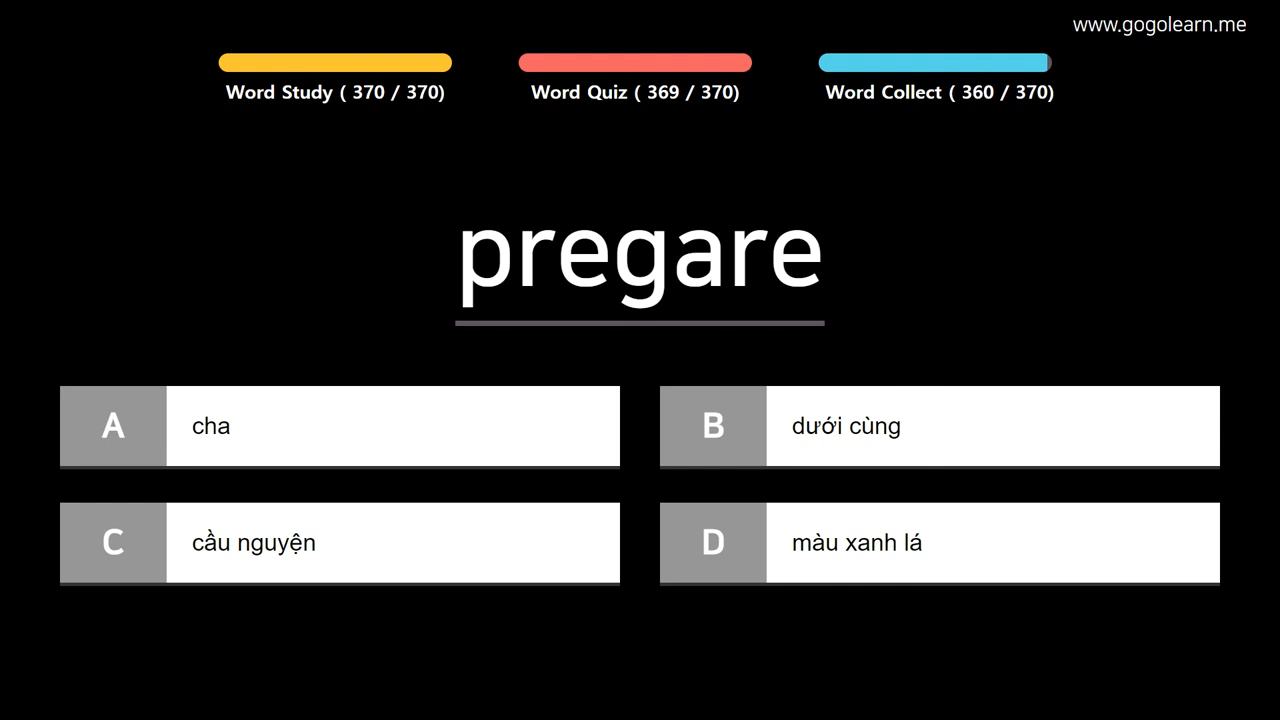 www.gogolearn.me
Word Study ( 370 / 370)
Word Quiz ( 369 / 370)
Word Collect ( 360 / 370)
pregare
A cha
B dưới cùng
C cầu nguyện
D màu xanh lá